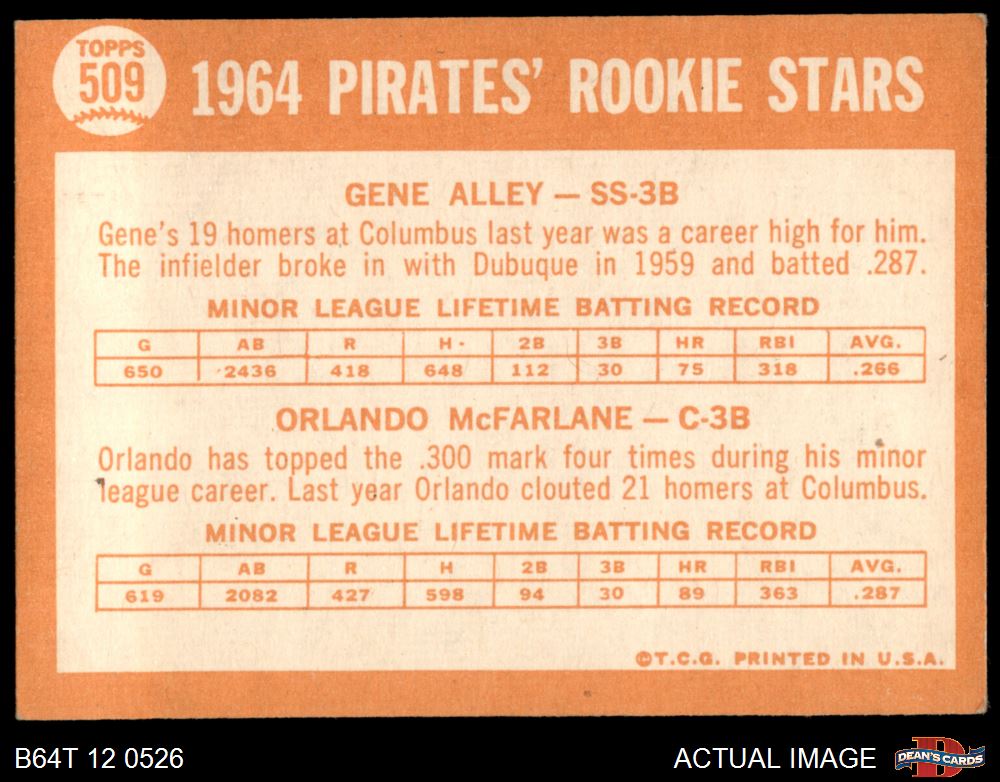 TOPPS
509
1964 PIRATES' ROOKIE STARS
GENE ALLEY — SS-3B
Gene's 19 homers at Columbus last year was a career high for him.
The infielder broke in with Dubuque in 1959 and batted .287.
MINOR LEAGUE LIFETIME BATTING RECORD
G AB R H 2B 3B HR RBI AVG.
650 2436 418 648 112 30 75 318 .266
ORLANDO McFARLANE — C-3B
Orlando has topped the .300 mark four times during his minor
league career. Last year Orlando clouted 21 homers at Columbus.
MINOR LEAGUE LIFETIME BATTING RECORD
G AB R H 2B 3B HR RBI AVG.
619 2082 427 598 94 30 89 363 .287
©T.C.G. PRINTED IN U.S.A.
B64T 12 0526
ACTUAL IMAGE
D
DEAN'S CARDS